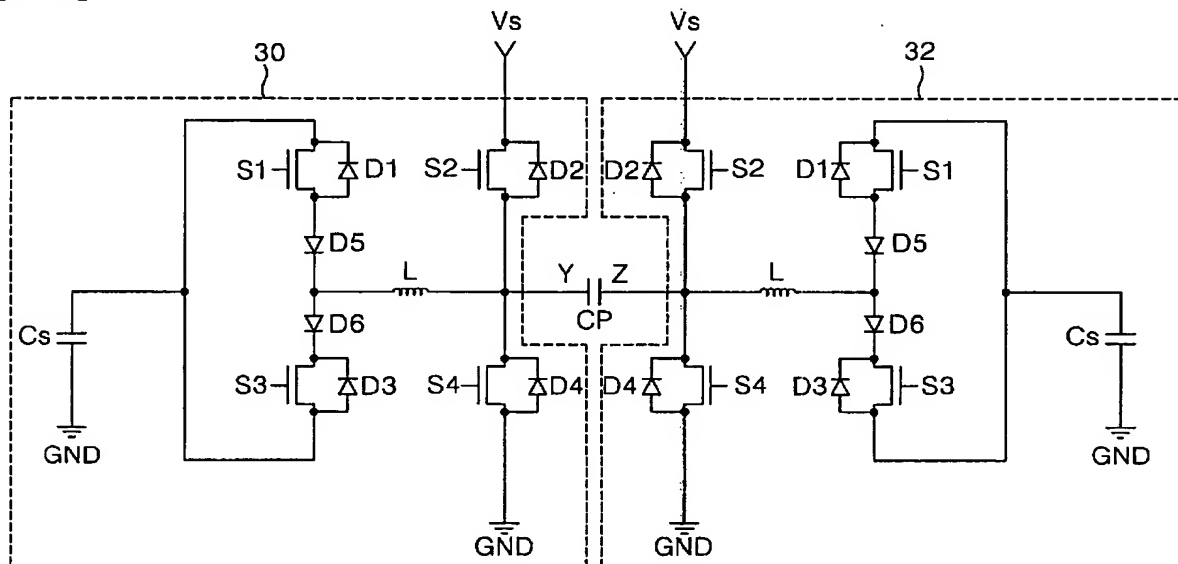 30
Vs
Vs
32
S1
D1
S2
D2
D2
S2
D1
S1
D5
D5
L
Y
Z
L
CP
Cs
D6
D6
Cs
S3
D3
S4
D4
D4
S4
D3
S3
GND
GND
GND
GND